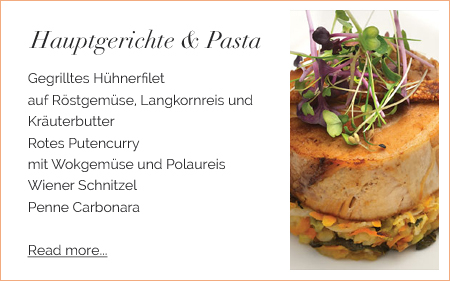 Hauptgerichte & Pasta
Gegrilltes Hühnerfilet
auf Röstgemüse, Langkornreis und
Kräuterbutter
Rotes Putencurry
mit Wokgemüse und Polaureis
Wiener Schnitzel
Penne Carbonara
Read more...